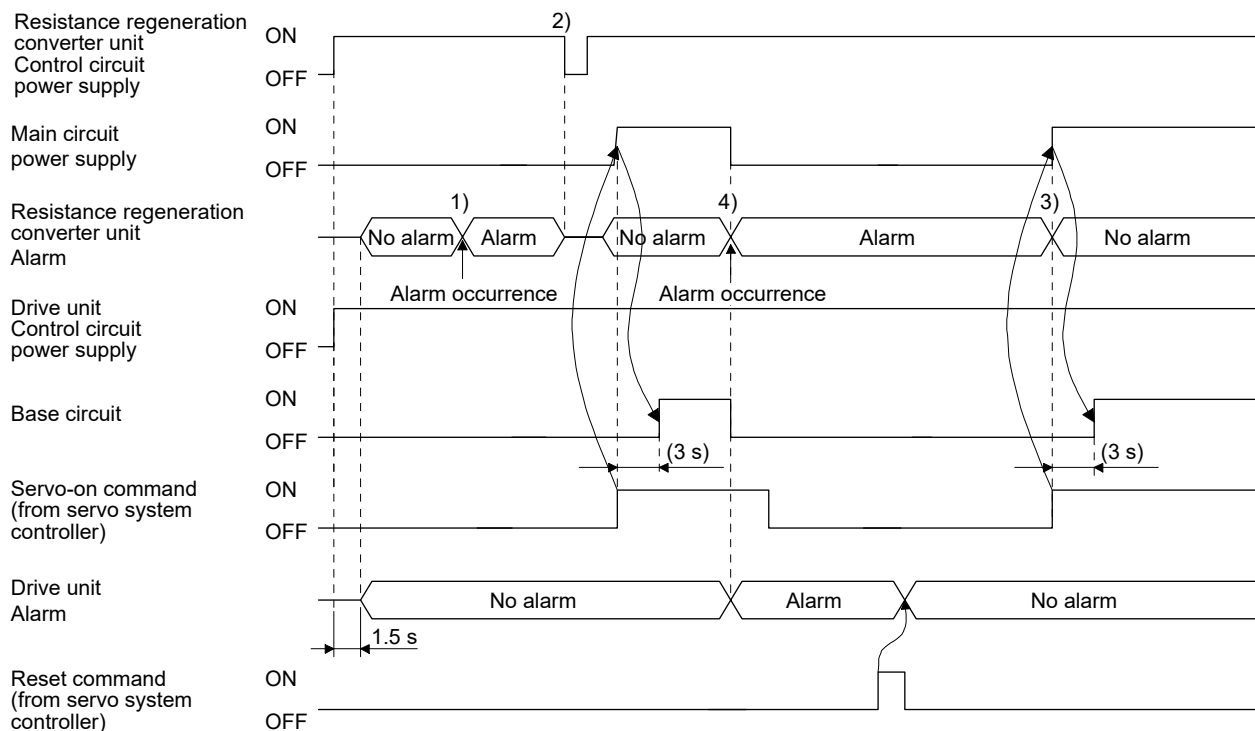 Resistance regeneration
converter unit
Control circuit
power supply
ON
OFF
2)
Main circuit
power supply
ON
OFF
Resistance regeneration
converter unit
Alarm
No alarm
1)
Alarm
No alarm
4)
Alarm
3)
No alarm
Alarm occurrence
Alarm occurrence
Drive unit
Control circuit
power supply
ON
OFF
Base circuit
ON
OFF
(3 s)
(3 s)
Servo-on command
(from servo system
controller)
ON
OFF
Drive unit
Alarm
No alarm
Alarm
No alarm
1.5 s
Reset command
(from servo system
controller)
ON
OFF